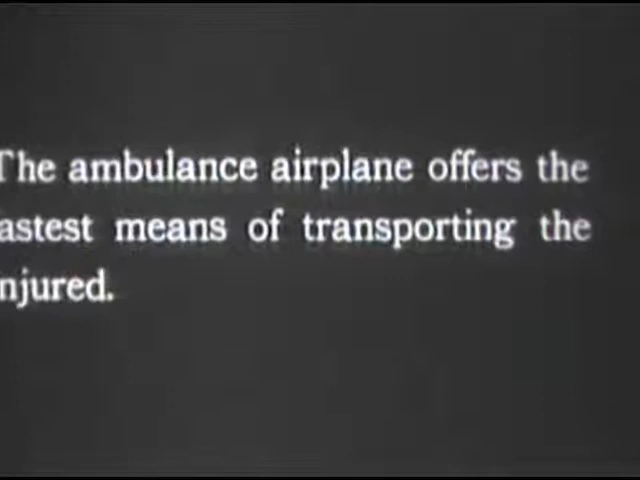 The ambulance airplane offers the
astest means of transporting the
njured.